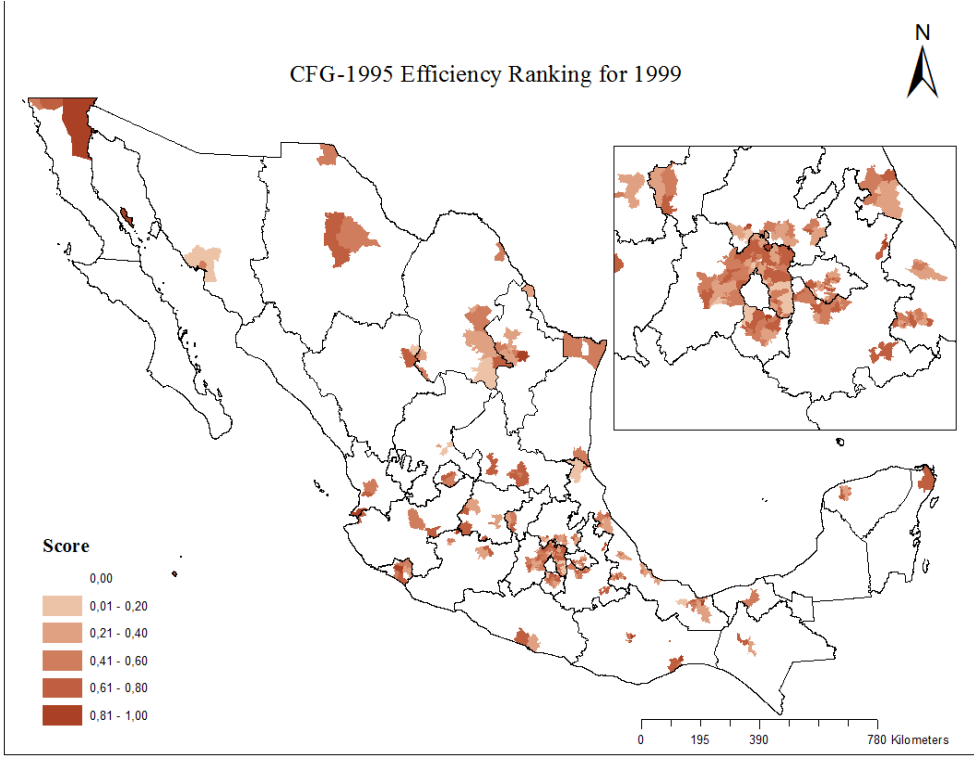 N
CFG-1995 Efficiency Ranking for 1999
Score
0,00
0,01 - 0,20
0,21 - 0,40
0,41 - 0,60
0,61 - 0,80
0,81 - 1,00
0 195 390 780 Kilometers